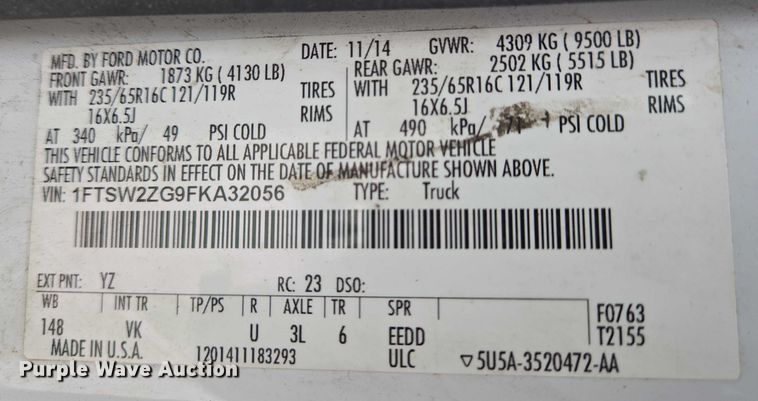 MFD. BY FORD MOTOR CO. DATE: 11/14 GVWR: 4309 KG ( 9500 LB)
FRONT GAWR: 1873 KG ( 4130 LB) REAR GAWR: 2502 KG ( 5515 LB)
WITH 235/65R16C 121/119R TIRES WITH 235/65R16C 121/119R TIRES
16X6.5J RIMS 16X6.5J RIMS
AT 340 kPa/ 49 PSI COLD AT 490 kPa/ 71 PSI COLD
THIS VEHICLE CONFORMS TO ALL APPLICABLE FEDERAL MOTOR VEHICLE
SAFETY STANDARDS IN EFFECT ON THE DATE OF MANUFACTURE SHOWN ABOVE.
VIN: 1FTSW2ZG9FKA32056 TYPE: Truck
EXT PNT: YZ RC: 23 DSO:
WB INT TR TP/PS R AXLE TR SPR F0763
148 VK U 3L 6 EEDD T2155
MADE IN U.S.A. 1201411183293 ULC ▽5U5A-3520472-AA
Purple Wave Auction